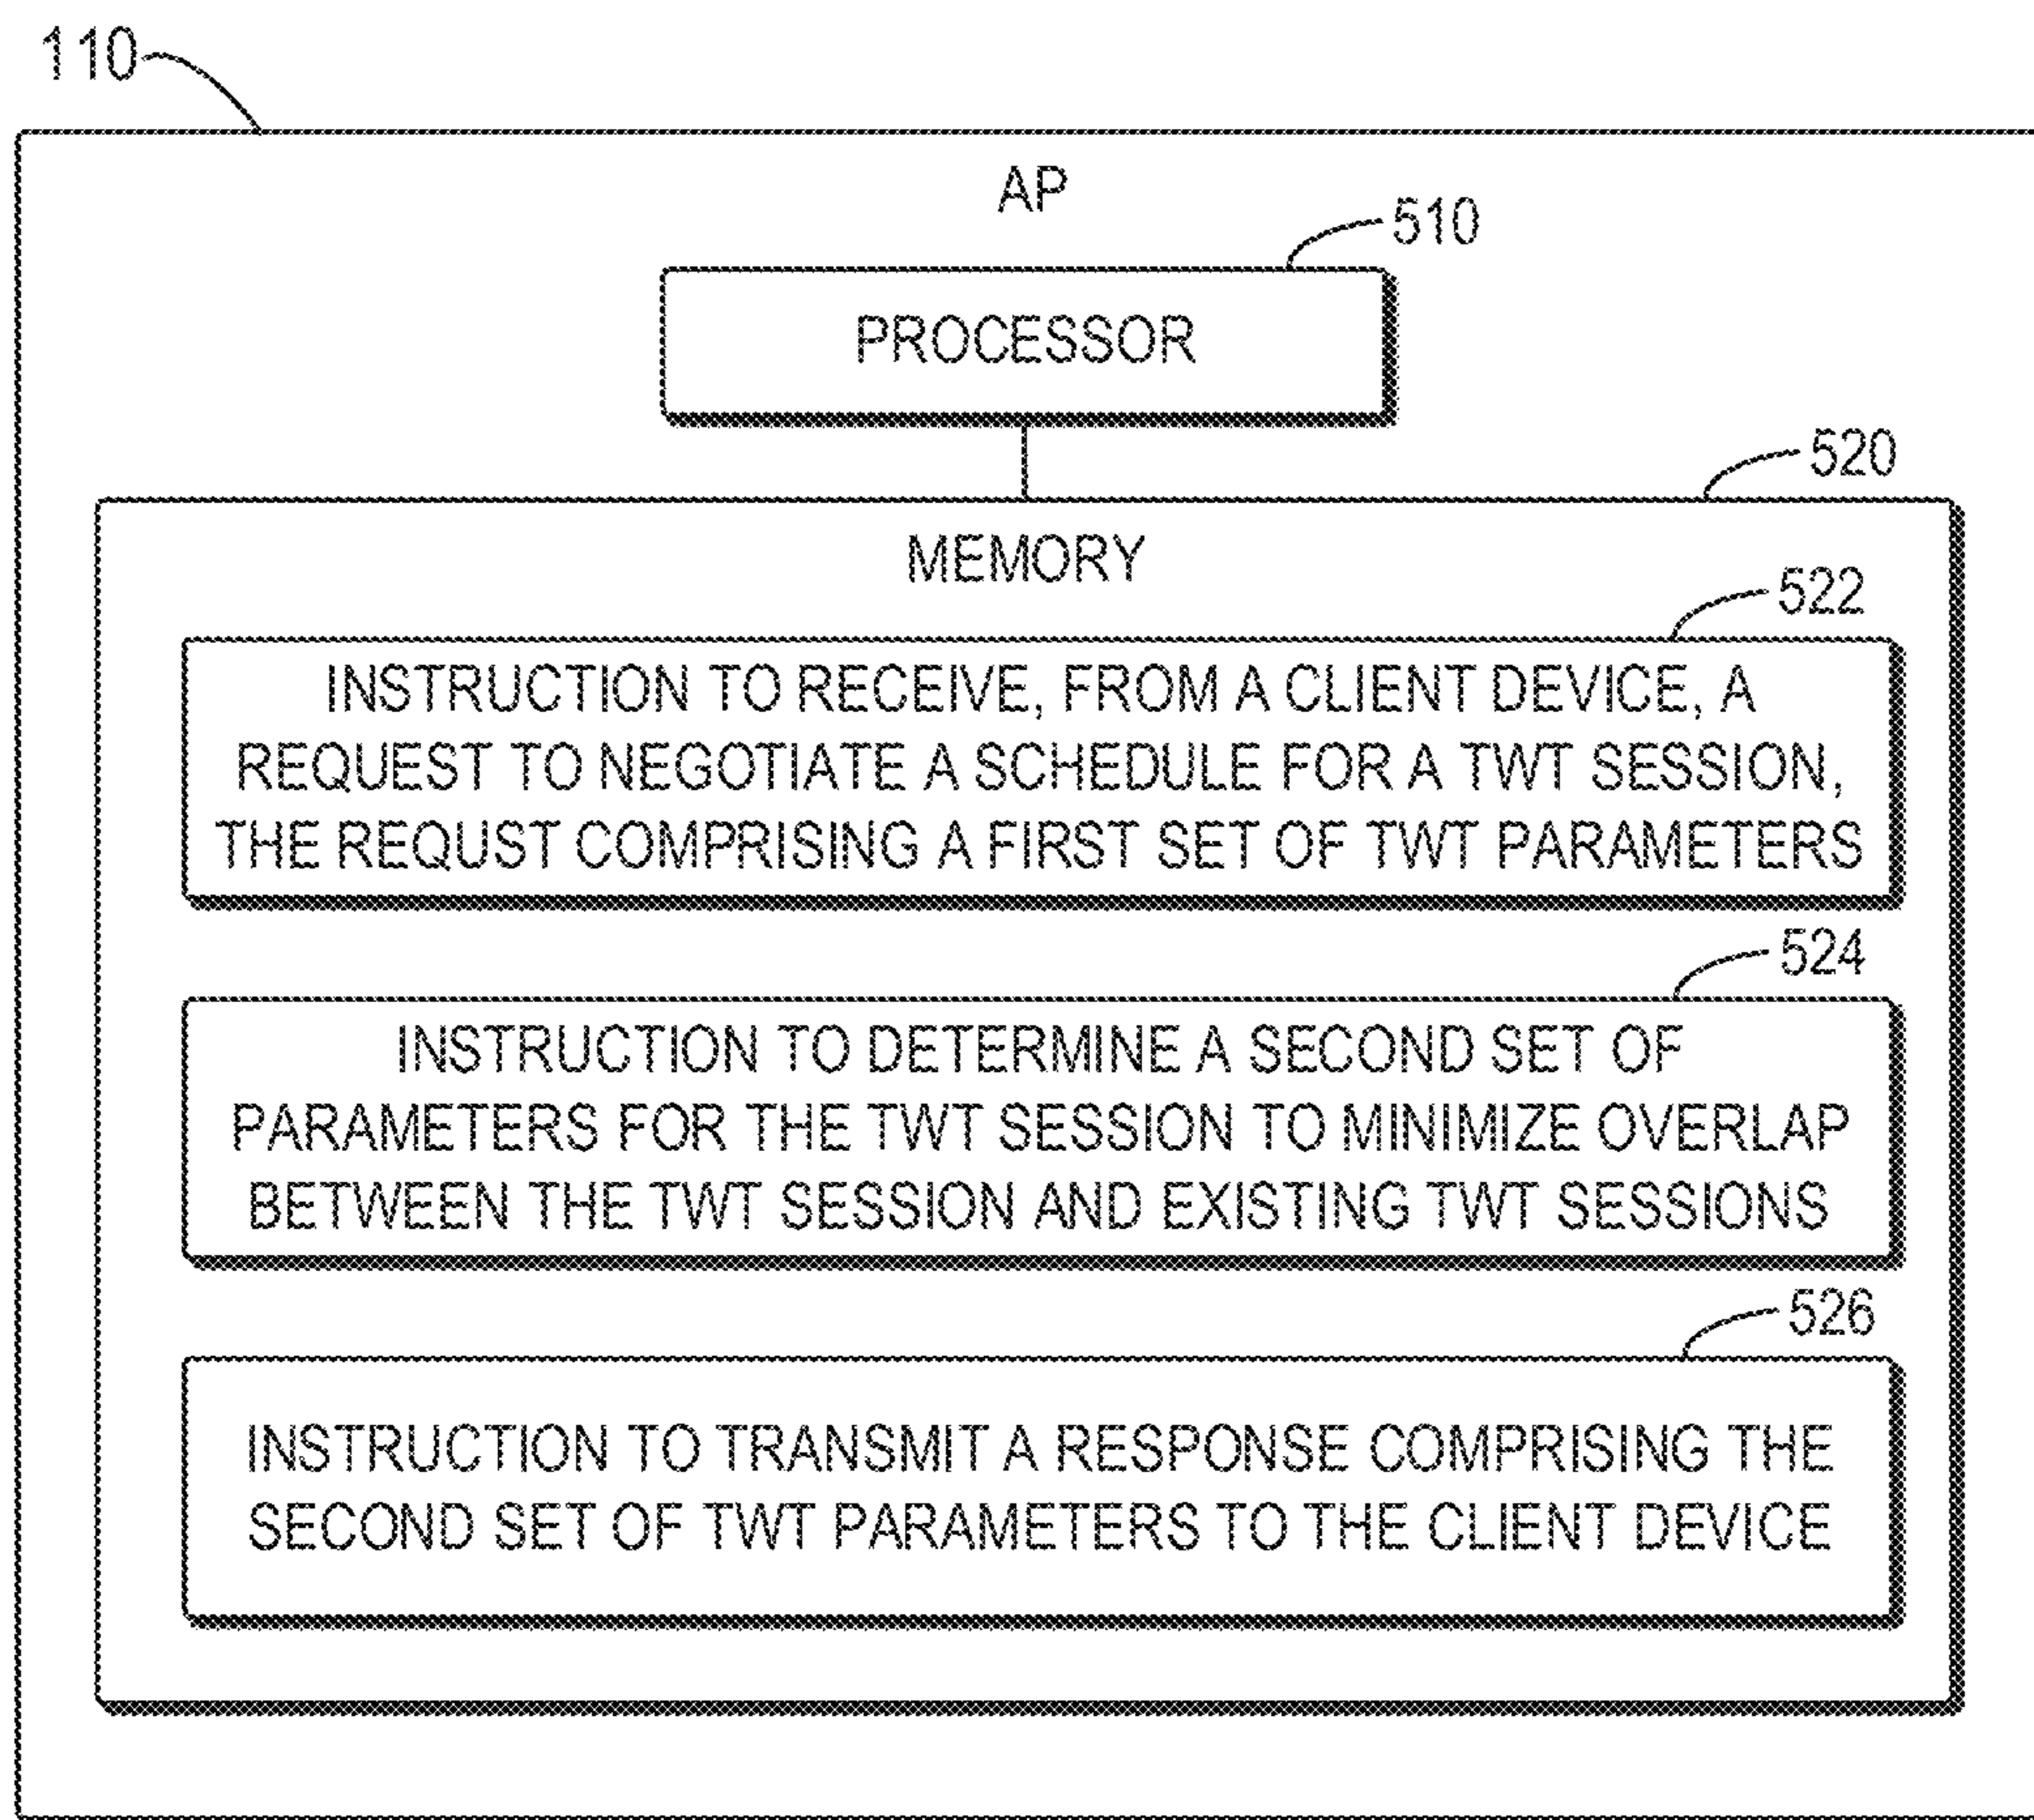 110
AP
510
PROCESSOR
520
MEMORY
522
INSTRUCTION TO RECEIVE, FROM A CLIENT DEVICE, A
REQUEST TO NEGOTIATE A SCHEDULE FOR A TWT SESSION,
THE REQUST COMPRISING A FIRST SET OF TWT PARAMETERS
524
INSTRUCTION TO DETERMINE A SECOND SET OF
PARAMETERS FOR THE TWT SESSION TO MINIMIZE OVERLAP
BETWEEN THE TWT SESSION AND EXISTING TWT SESSIONS
526
INSTRUCTION TO TRANSMIT A RESPONSE COMPRISING THE
SECOND SET OF TWT PARAMETERS TO THE CLIENT DEVICE